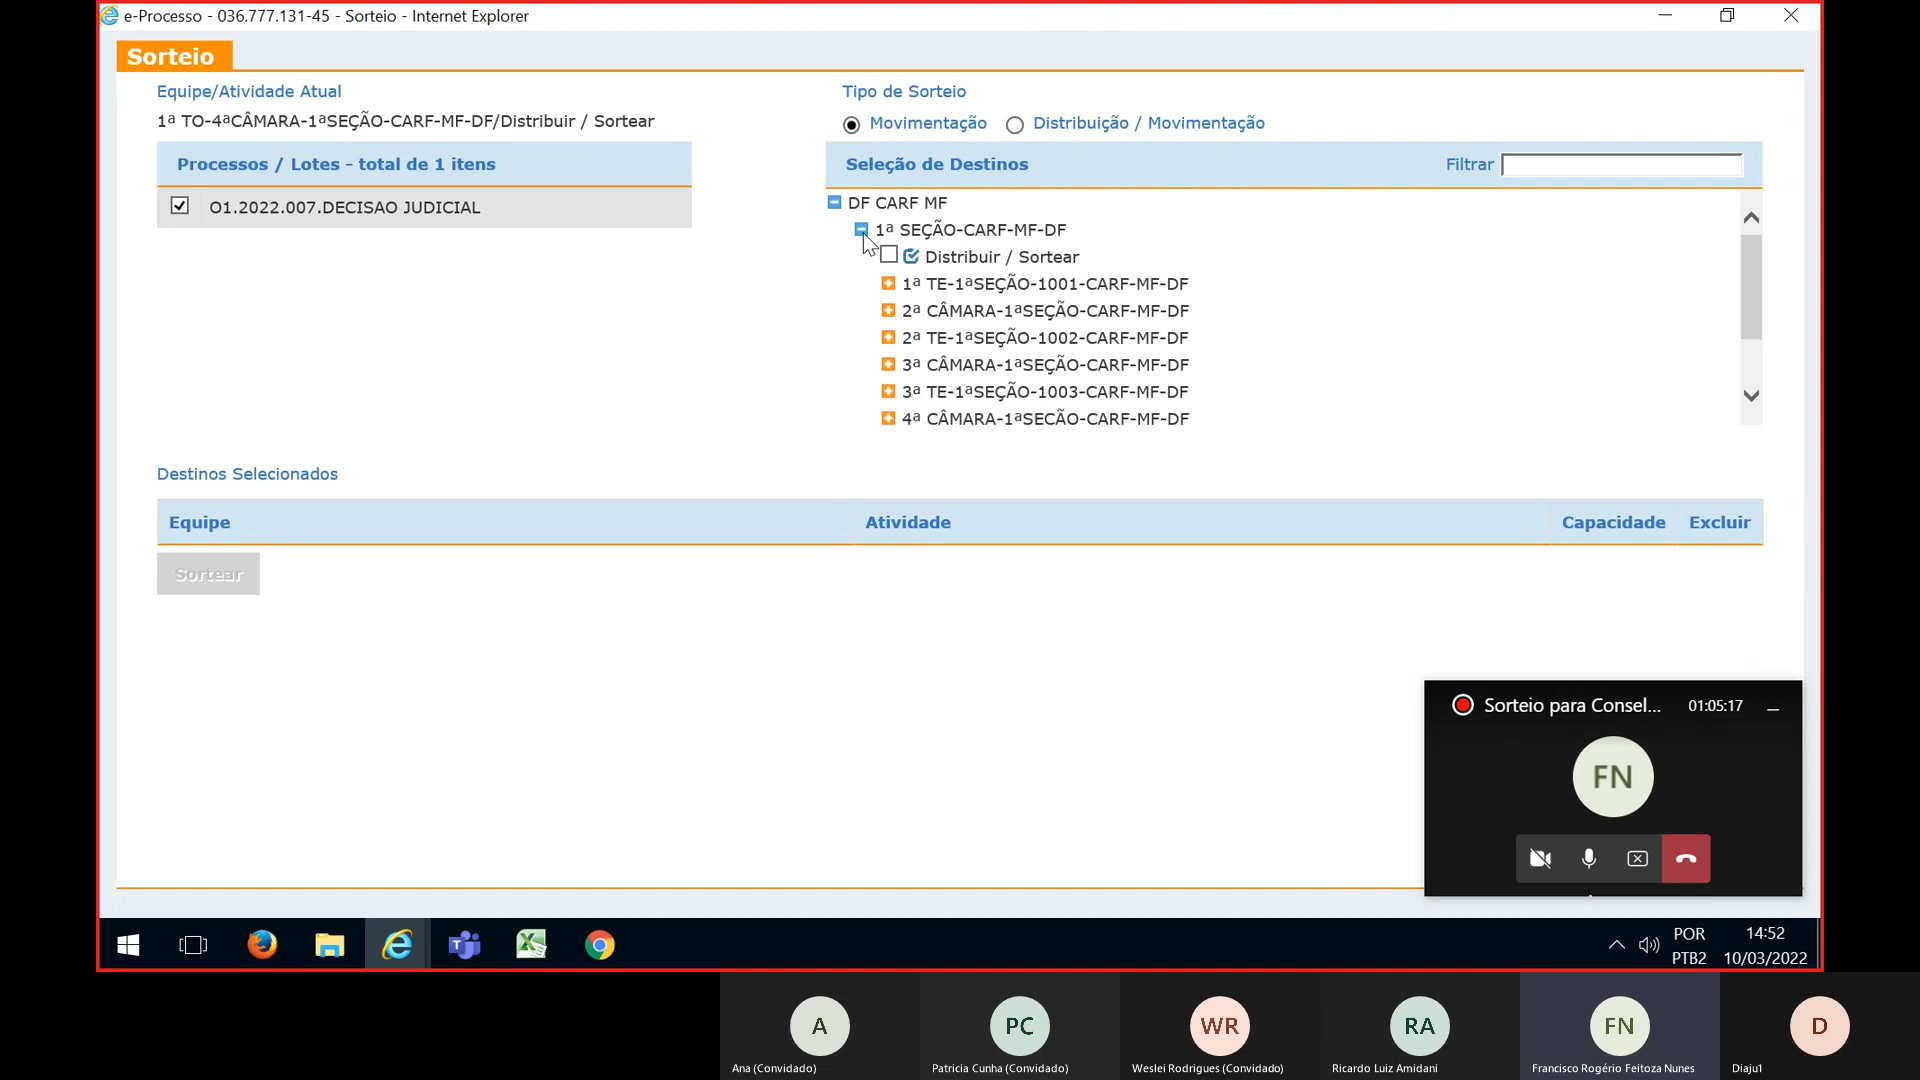 e-Processo - 036.777.131-45 - Sorteio - Internet Explorer
Sorteio
Equipe/Atividade Atual
1ª TO-4ªCÂMARA-1ªSEÇÃO-CARF-MF-DF/Distribuir / Sortear
Tipo de Sorteio
Movimentação
Distribuição / Movimentação
Processos / Lotes - total de 1 itens
O1.2022.007.DECISAO JUDICIAL
Seleção de Destinos
Filtrar
DF CARF MF
1ª SEÇÃO-CARF-MF-DF
Distribuir / Sortear
1ª TE-1ªSEÇÃO-1001-CARF-MF-DF
2ª CÂMARA-1ªSEÇÃO-CARF-MF-DF
2ª TE-1ªSEÇÃO-1002-CARF-MF-DF
3ª CÂMARA-1ªSEÇÃO-CARF-MF-DF
3ª TE-1ªSEÇÃO-1003-CARF-MF-DF
4ª CÂMARA-1ªSEÇÃO-CARF-MF-DF
Destinos Selecionados
Equipe Atividade Capacidade Excluir
Sortear
Sorteio para Consel... 01:05:17
FN
POR
PTB2
14:52
10/03/2022
A
Ana (Convidado)
PC
Patricia Cunha (Convidado)
WR
Weslei Rodrigues (Convidado)
RA
Ricardo Luiz Amidani
FN
Francisco Rogério Feitoza Nunes
D
Diaju1